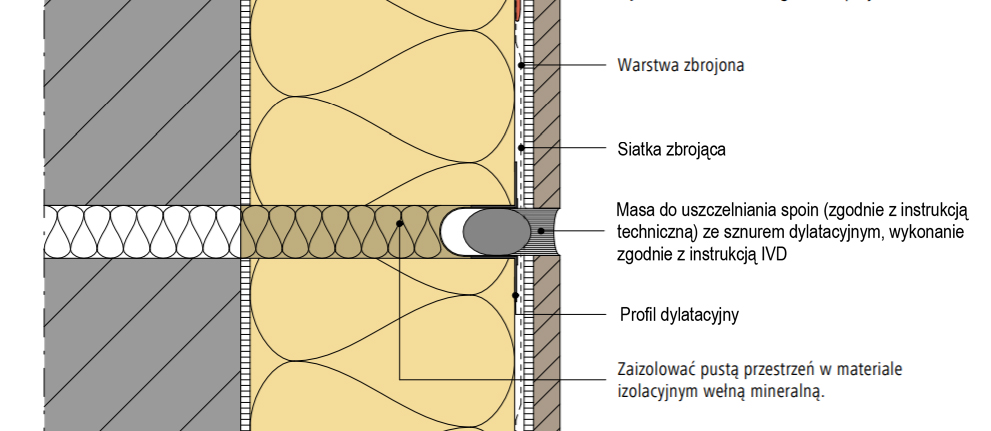 Warstwa zbrojona
Siatka zbrojąca
Masa do uszczelniania spoin (zgodnie z instrukcją
techniczną) ze sznurem dylatacyjnym, wykonanie
zgodnie z instrukcją IVD
Profil dylatacyjny
Zaizolować pustą przestrzeń w materiale
izolacyjnym wełną mineralną.